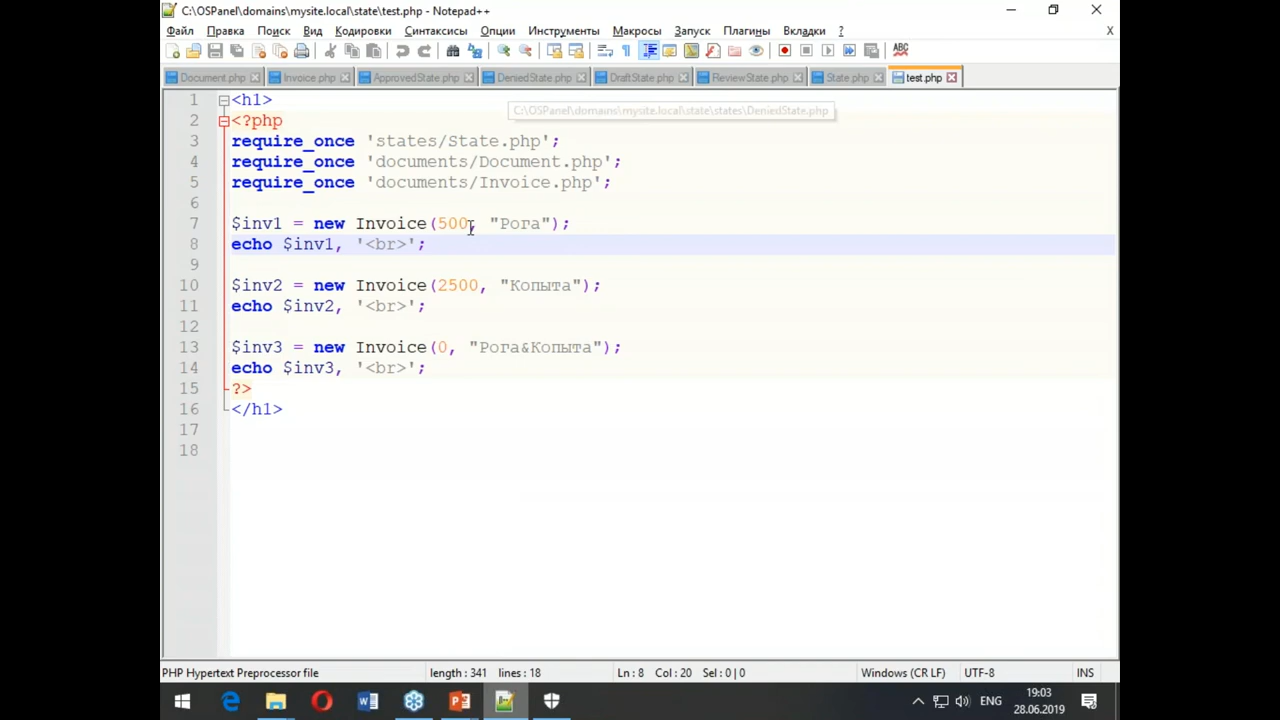 C:\OSPanel\domains\mysite.local\state\test.php - Notepad++
Файл Правка Поиск Вид Кодировки Синтаксисы Опции Инструменты Макросы Запуск Плагины Вкладки ? X
Document.php Invoice.php ApprovedState.php DeniedState.php DraftState.php ReviewState.php State.php test.php
C:\OSPanel\domains\mysite.local\state\states\DeniedState.php
1 <h1>
2 <?php
3 require_once 'states/State.php';
4 require_once 'documents/Document.php';
5 require_once 'documents/Invoice.php';
6
7 $inv1 = new Invoice(500, "Рога");
8 echo $inv1, '<br>';
9
10 $inv2 = new Invoice(2500, "Копыта");
11 echo $inv2, '<br>';
12
13 $inv3 = new Invoice(0, "Рога&Копыта");
14 echo $inv3, '<br>';
15 ?>
16 </h1>
17
18
PHP Hypertext Preprocessor file length : 341 lines : 18 Ln : 8 Col : 20 Sel : 0 | 0 Windows (CR LF) UTF-8 INS
ENG 19:03
28.06.2019